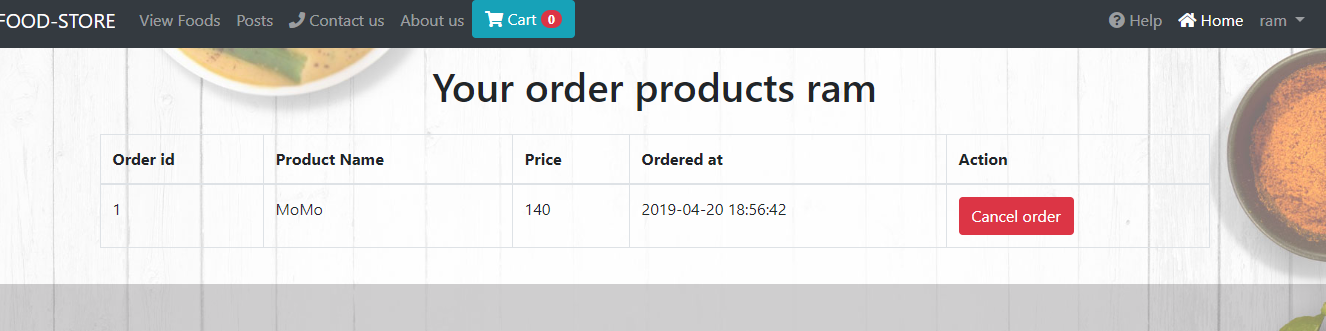 FOOD-STORE View Foods Posts Contact us About us Cart 0 Help Home ram
Your order products ram
Order id Product Name Price Ordered at Action
1 MoMo 140 2019-04-20 18:56:42 Cancel order